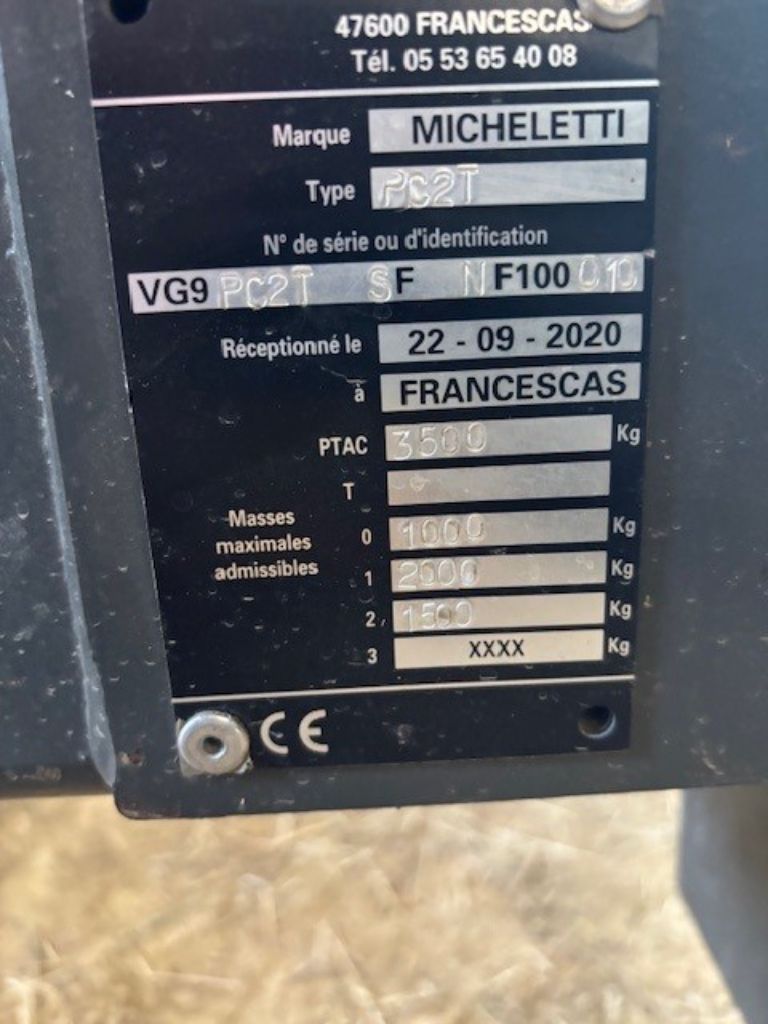 47600 FRANCESCAS
Tél. 05 53 65 40 08
Marque MICHELETTI
Type PC2T
N° de série ou d'identification
VG9 PC2T SF N F100 010
Réceptionné le 22 - 09 - 2020
à FRANCESCAS
PTAC 3500 Kg
T
Masses maximales admissibles
0 1000 Kg
1 2000 Kg
2 1500 Kg
3 XXXX Kg
CE